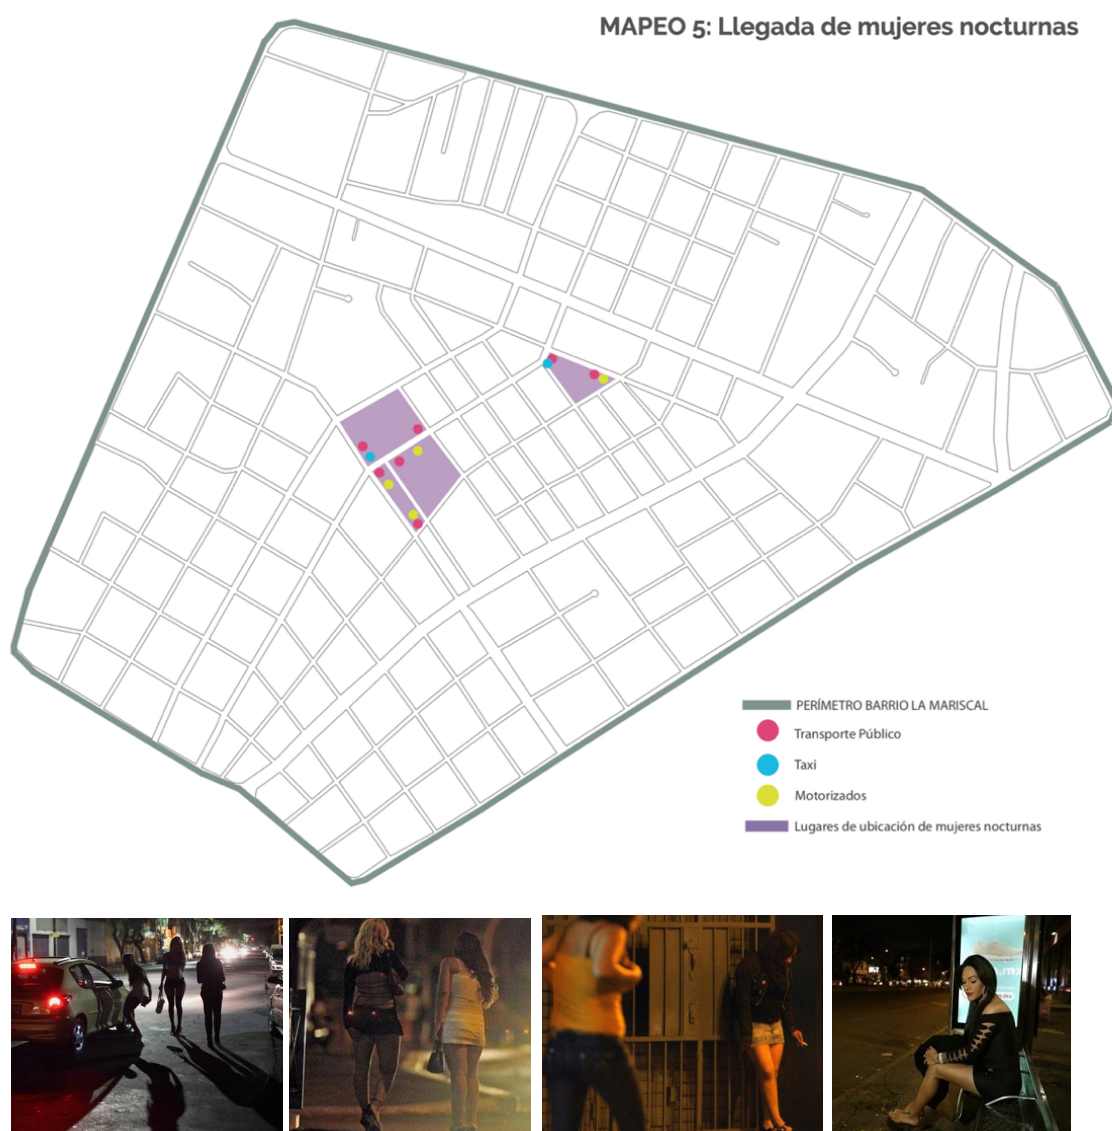 MAPEO 5: Llegada de mujeres nocturnas
PERÍMETRO BARRIO LA MARISCAL
Transporte Público
Taxi
Motorizados
Lugares de ubicación de mujeres nocturnas